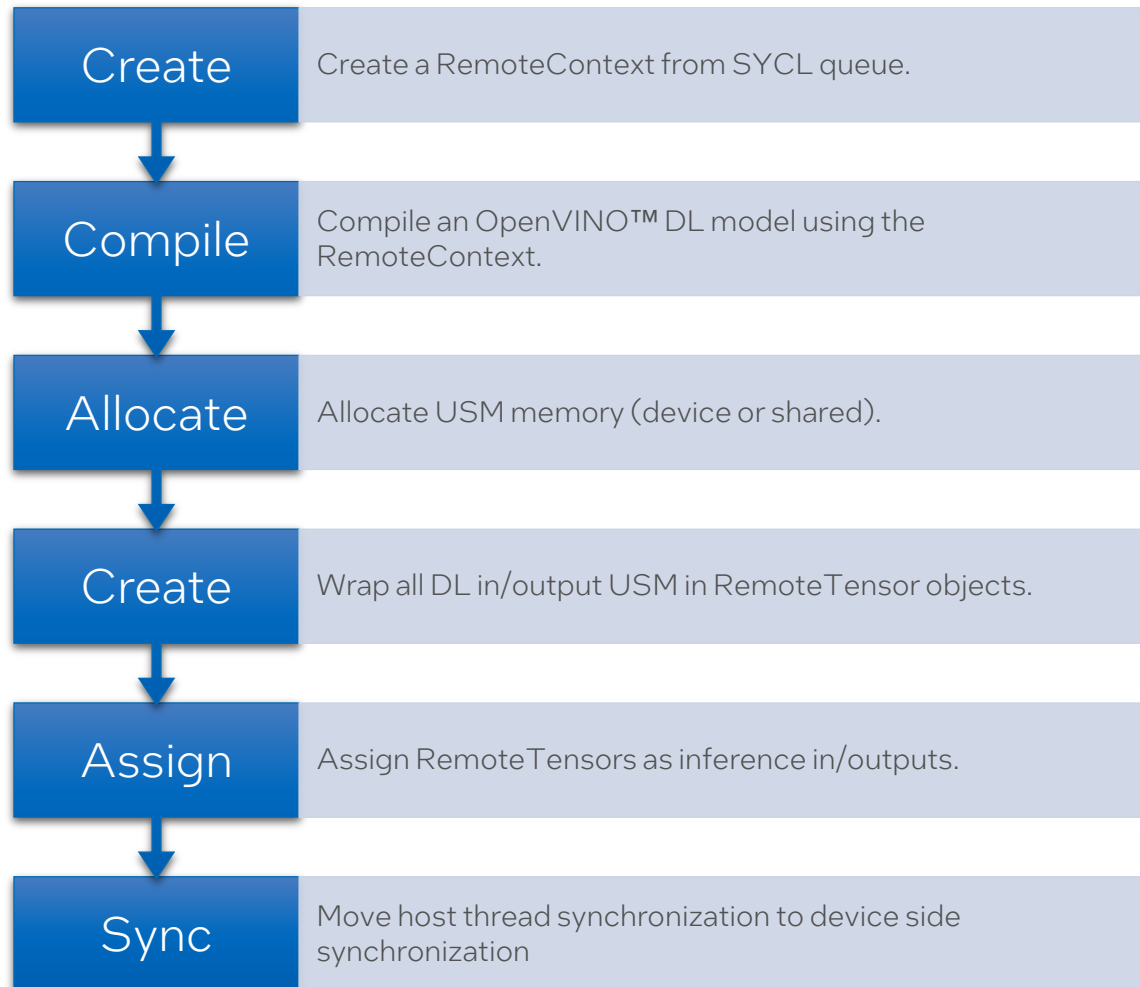 Create
Create a RemoteContext from SYCL queue.
Compile
Compile an OpenVINO™ DL model using the
RemoteContext.
Allocate
Allocate USM memory (device or shared).
Create
Wrap all DL in/output USM in RemoteTensor objects.
Assign
Assign RemoteTensors as inference in/outputs.
Sync
Move host thread synchronization to device side
synchronization